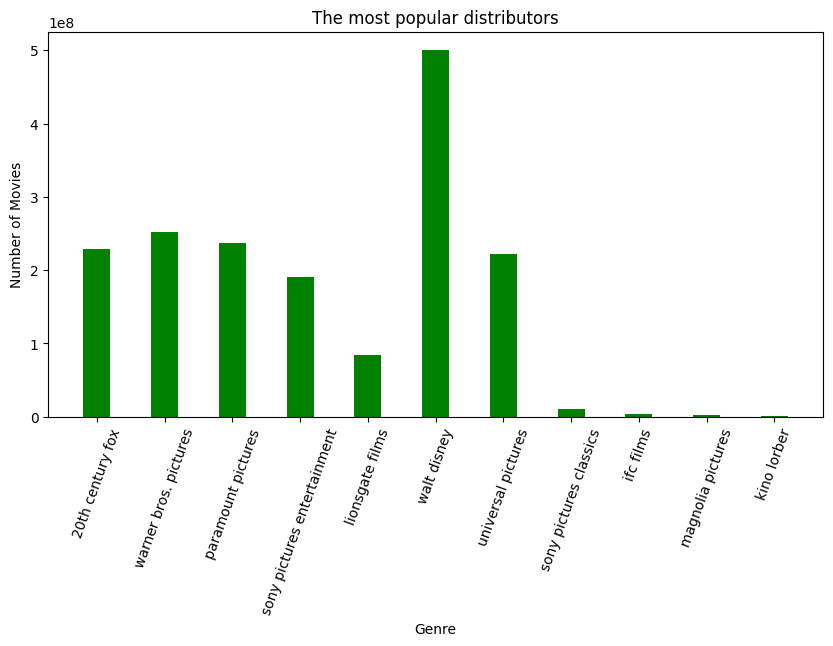 The most popular distributors
1e8
Number of Movies
5
4
3
2
1
0
20th century fox
warner bros. pictures
paramount pictures
sony pictures entertainment
lionsgate films
walt disney
universal pictures
sony pictures classics
ifc films
magnolia pictures
kino lorber
Genre